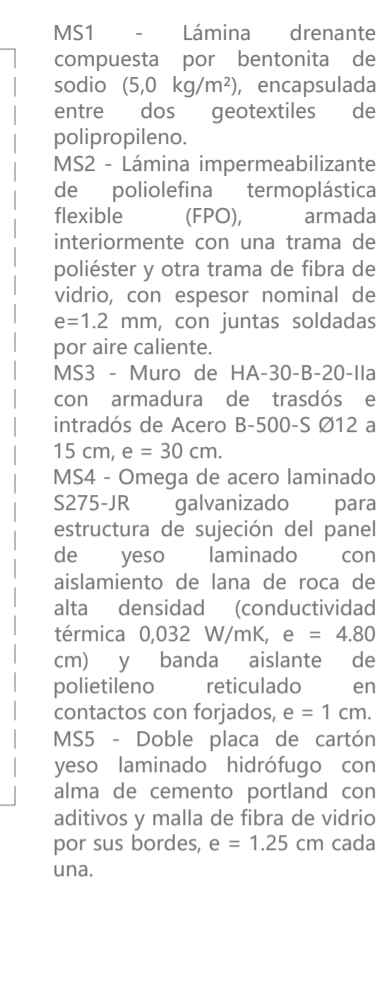 MS1 - Lámina drenante
compuesta por bentonita de
sodio (5,0 kg/m²), encapsulada
entre dos geotextiles de
polipropileno.
MS2 - Lámina impermeabilizante
de poliolefina termoplástica
flexible (FPO), armada
interiormente con una trama de
poliéster y otra trama de fibra de
vidrio, con espesor nominal de
e=1.2 mm, con juntas soldadas
por aire caliente.
MS3 - Muro de HA-30-B-20-IIa
con armadura de trasdós e
intradós de Acero B-500-S Ø12 a
15 cm, e = 30 cm.
MS4 - Omega de acero laminado
S275-JR galvanizado para
estructura de sujeción del panel
de yeso laminado con
aislamiento de lana de roca de
alta densidad (conductividad
térmica 0,032 W/mK, e = 4.80
cm) y banda aislante de
polietileno reticulado en
contactos con forjados, e = 1 cm.
MS5 - Doble placa de cartón
yeso laminado hidrófugo con
alma de cemento portland con
aditivos y malla de fibra de vidrio
por sus bordes, e = 1.25 cm cada
una.